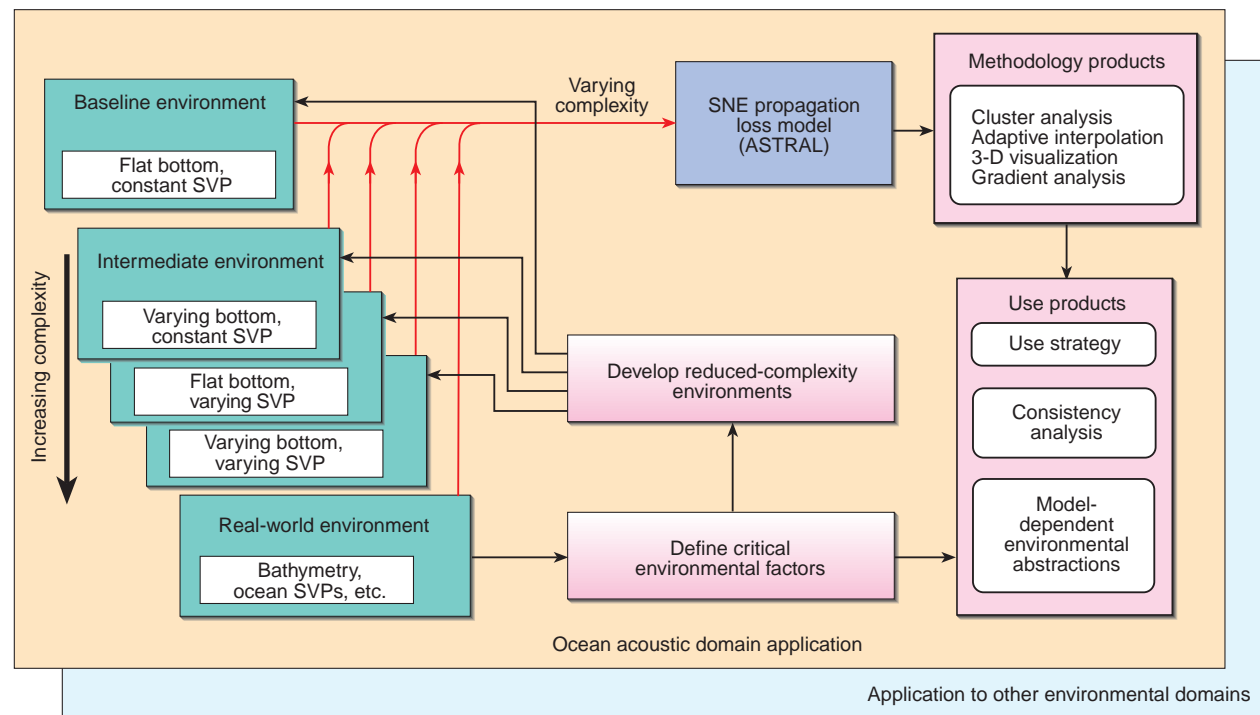 Baseline environment
Flat bottom,
constant SVP
Varying
complexity
SNE propagation
loss model
(ASTRAL)
Methodology products
Cluster analysis
Adaptive interpolation
3-D visualization
Gradient analysis
Increasing complexity
Intermediate environment
Varying bottom,
constant SVP
Flat bottom,
varying SVP
Varying bottom,
varying SVP
Real-world environment
Bathymetry,
ocean SVPs, etc.
Develop reduced-complexity
environments
Define critical
environmental factors
Use products
Use strategy
Consistency
analysis
Model-
dependent
environmental
abstractions
Ocean acoustic domain application
Application to other environmental domains